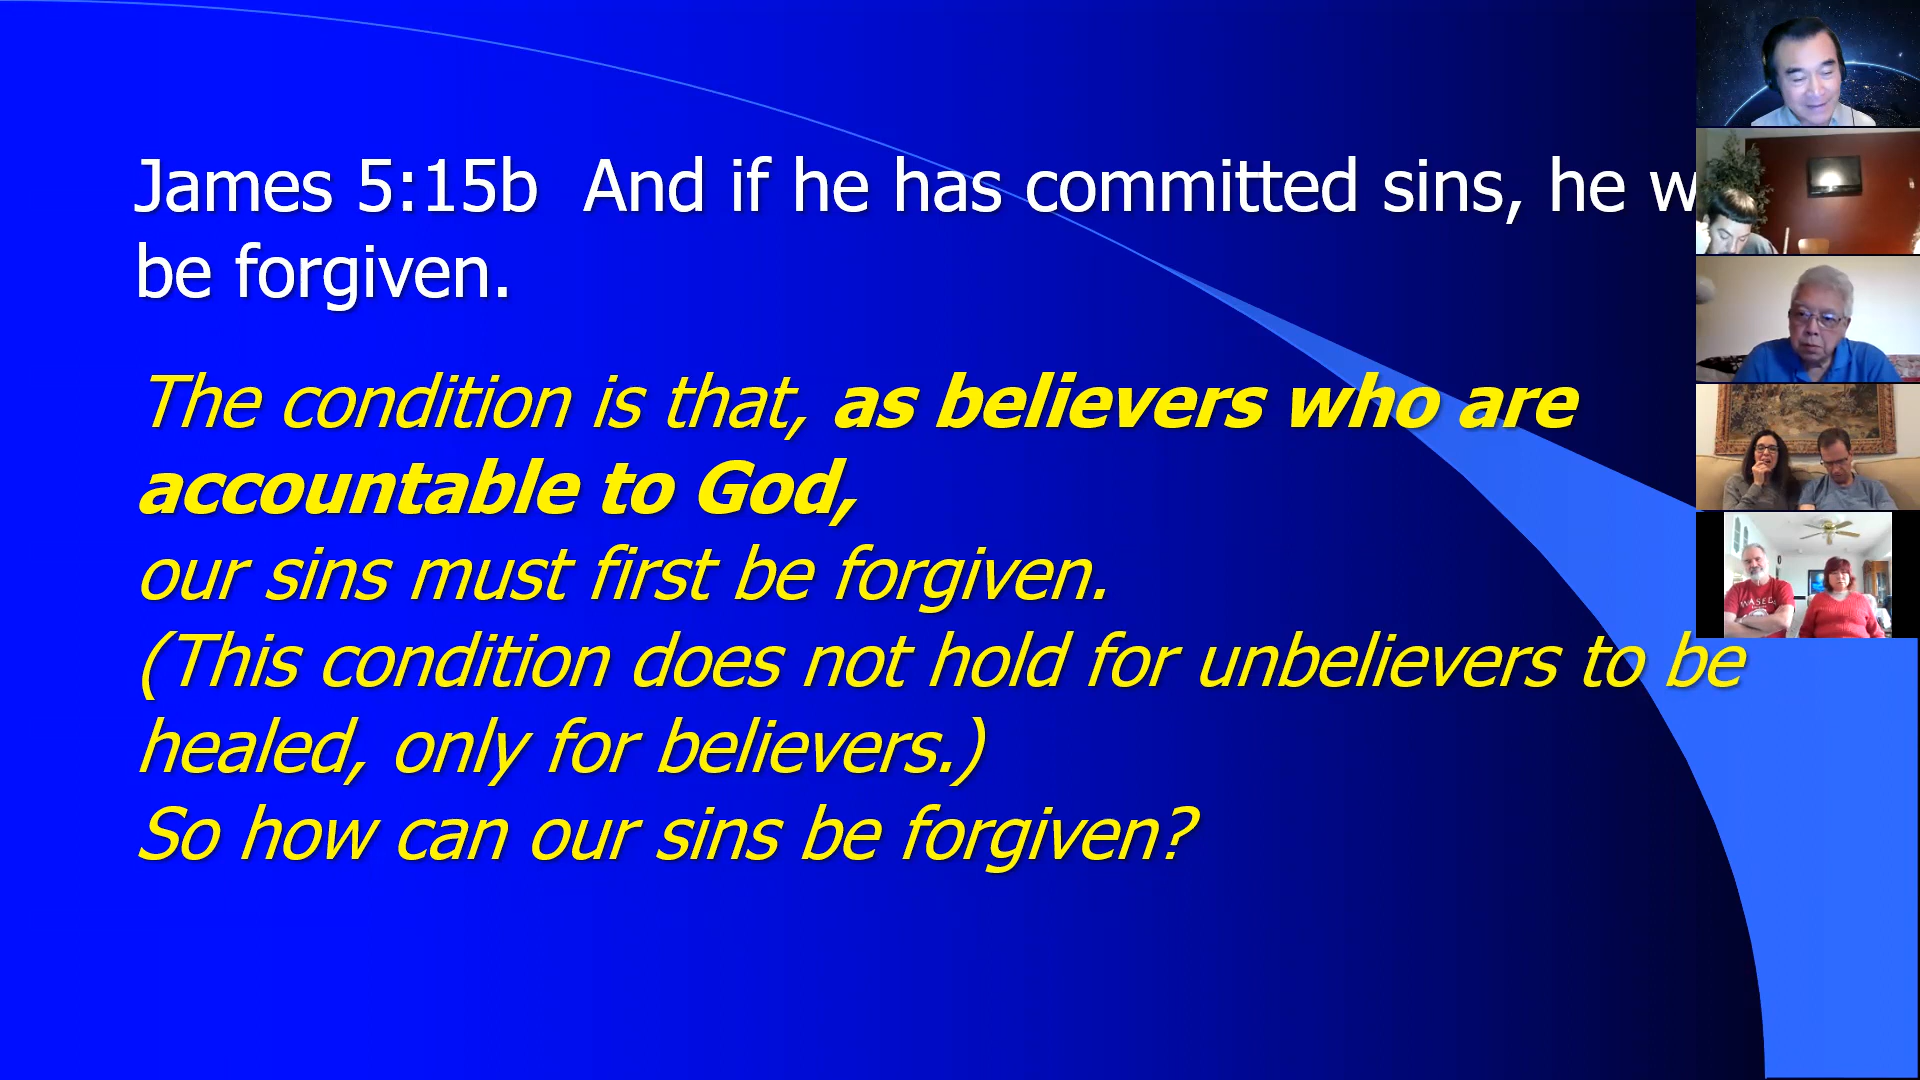 James 5:15b  And if he has committed sins, he
be forgiven.
The condition is that, as believers who are
accountable to God,
our sins must first be forgiven.
(This condition does not hold for unbelievers to be
healed, only for believers.)
So how can our sins be forgiven?